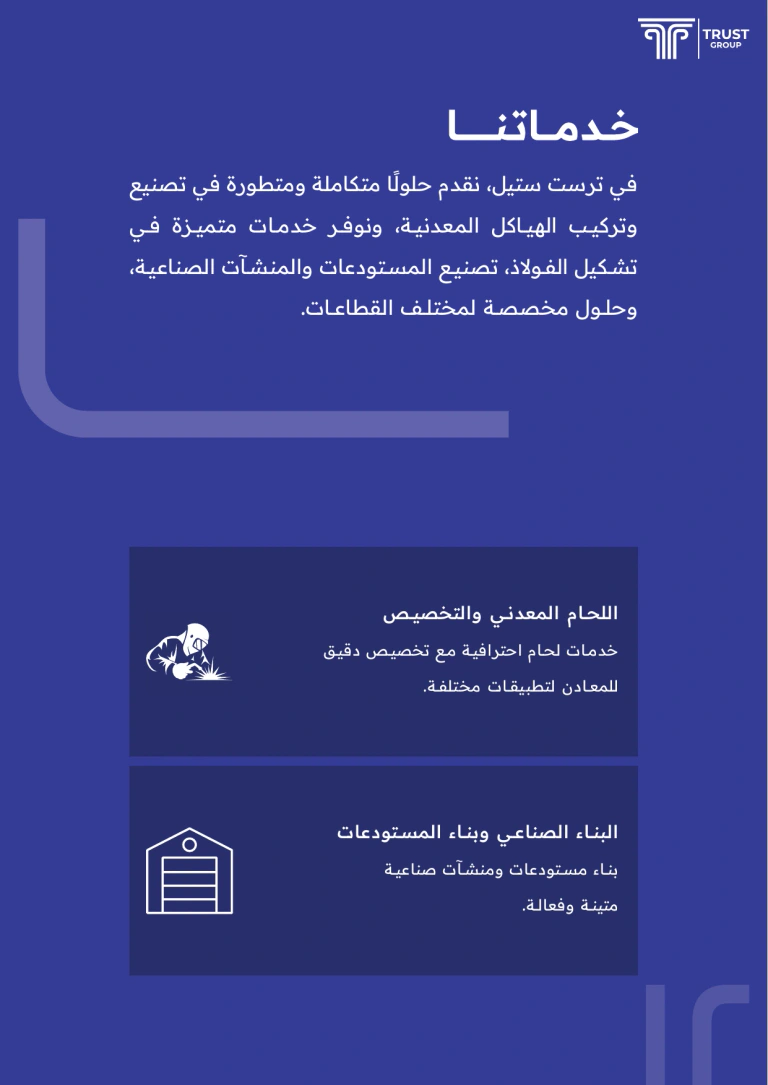 TRUST
GROUP
خدماتنــا
في ترست ستيل، نقدم حلولًا متكاملة ومتطورة في تصنيع
وتركيب الهياكل المعدنية، ونوفر خدمات متميزة في
تشكيل الفولاذ، تصنيع المستودعات والمنشآت الصناعية،
وحلول مخصصة لمختلف القطاعات.
اللحام المعدني والتخصيص
خدمات لحام احترافية مع تخصيص دقيق
للمعادن لتطبيقات مختلفة.
البناء الصناعي وبناء المستودعات
بناء مستودعات ومنشآت صناعية
متينة وفعالة.